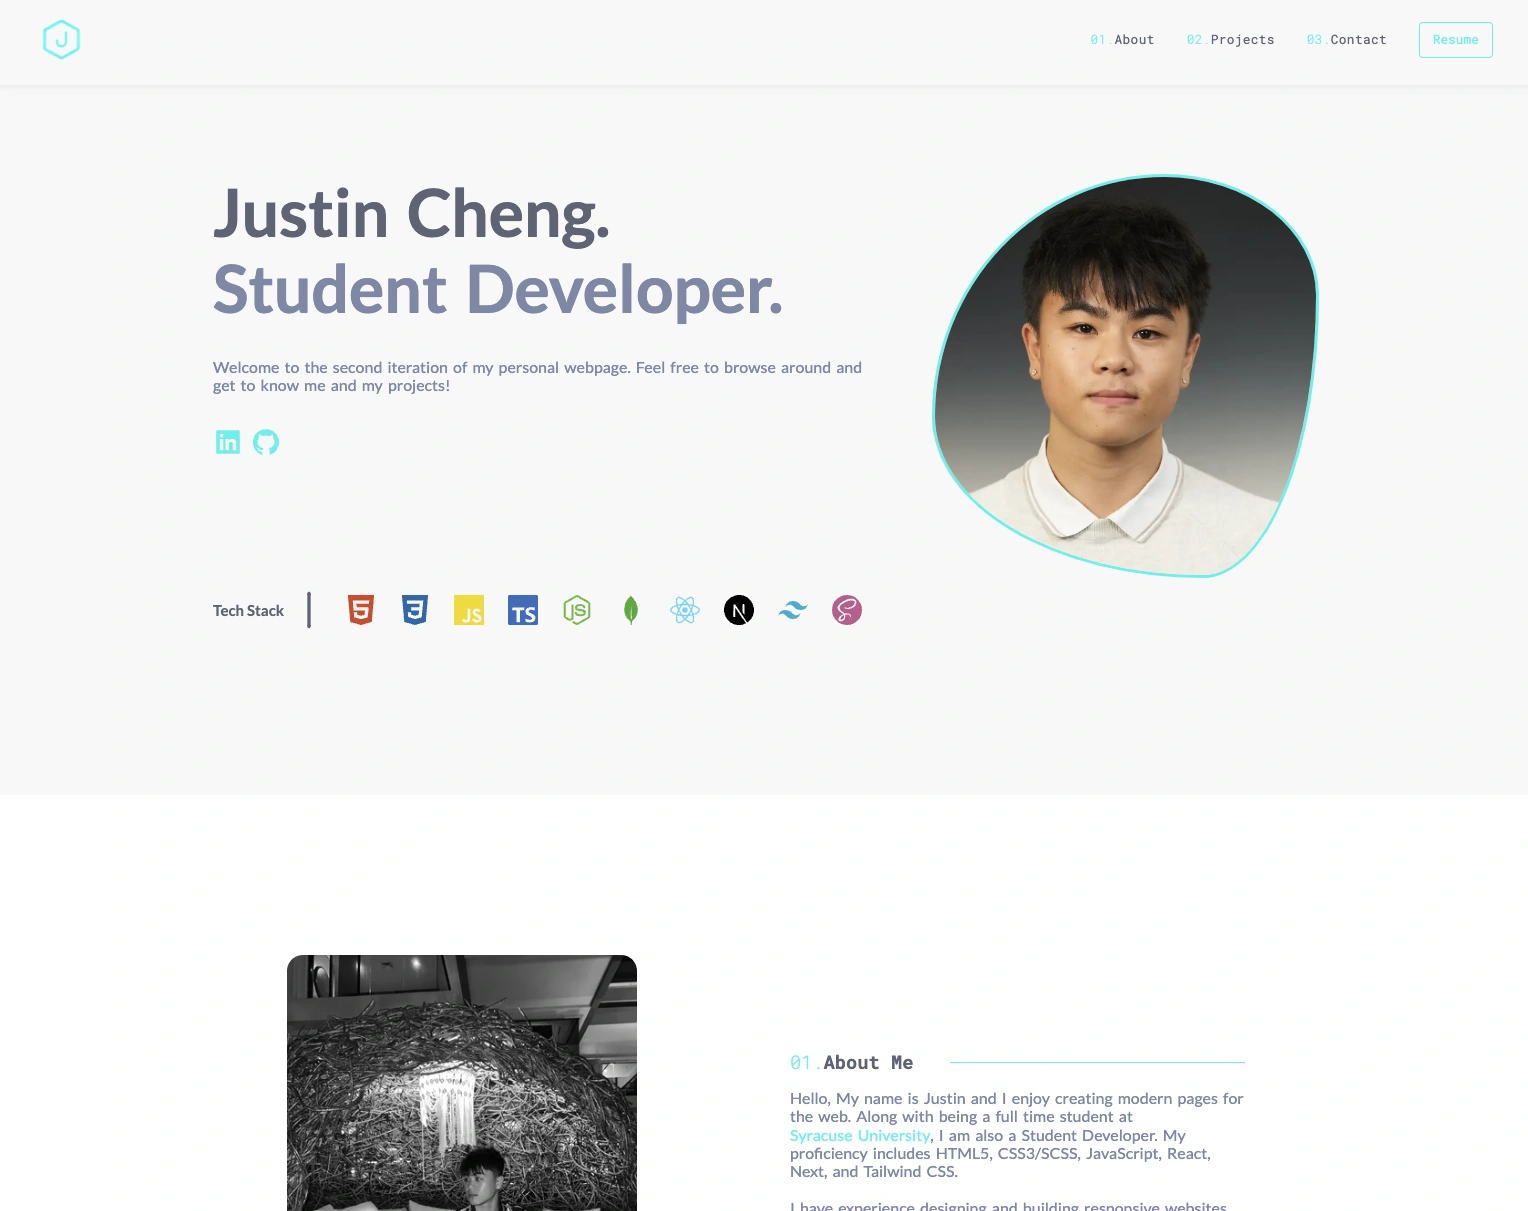 J
01.About
02.Projects
03.Contact
Resume
Justin Cheng.
Student Developer.
Welcome to the second iteration of my personal webpage. Feel free to browse around and
get to know me and my projects!
in
Tech Stack
5
3
JS
TS
JS
N
S
01.About Me
Hello, My name is Justin and I enjoy creating modern pages for
the web. Along with being a full time student at
Syracuse University, I am also a Student Developer. My
proficiency includes HTML5, CSS3/SCSS, JavaScript, React,
Next, and Tailwind CSS.
I have experience designing and building responsive websites